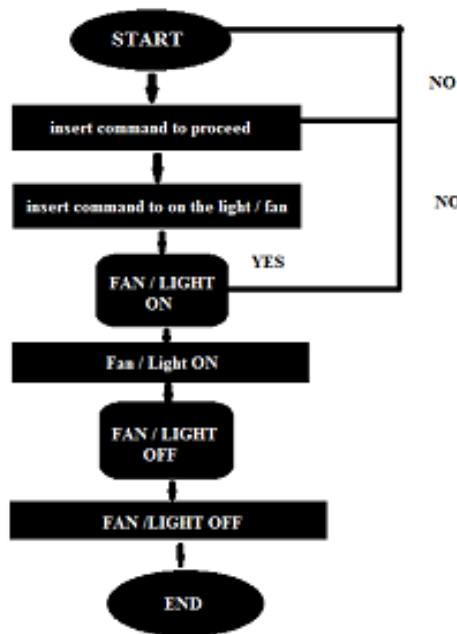 START
NO
insert command to proceed
NO
insert command to on the light / fan
YES
FAN / LIGHT
ON
Fan / Light ON
FAN / LIGHT
OFF
FAN /LIGHT OFF
END